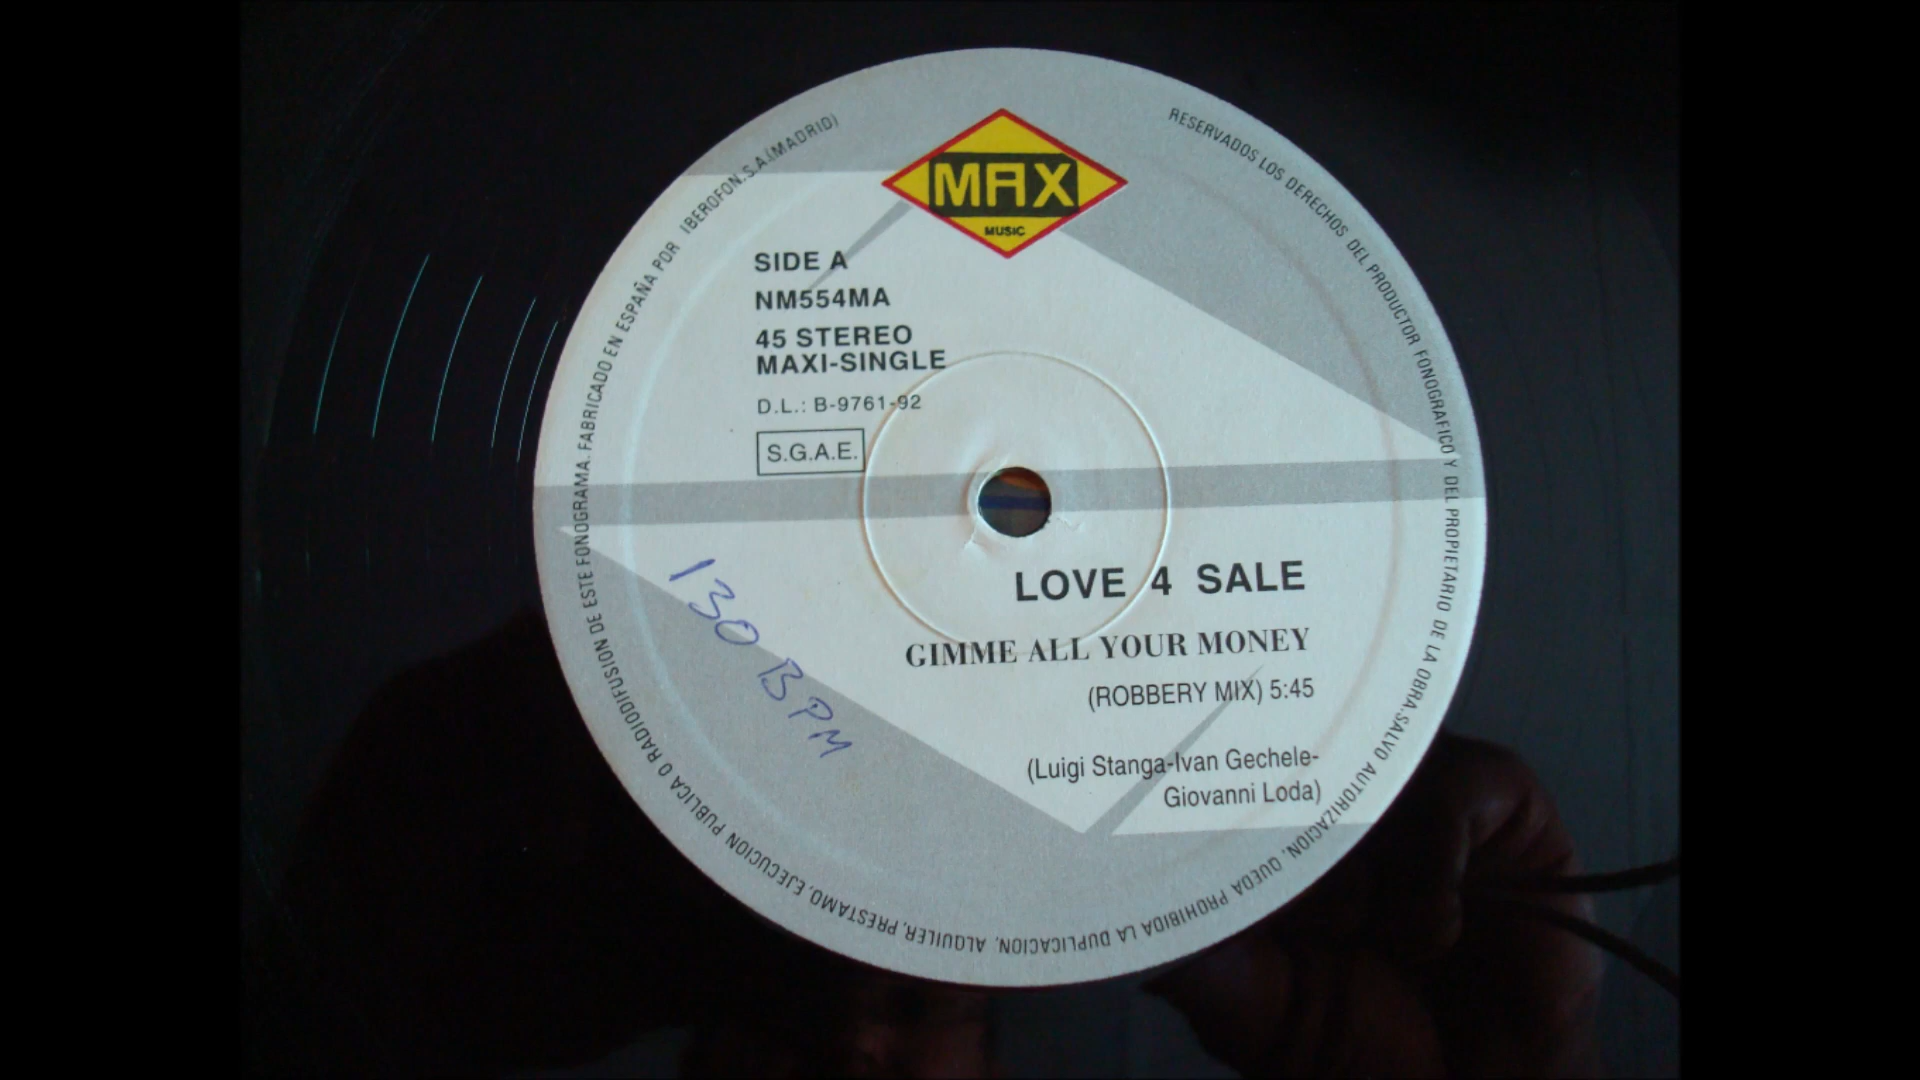 MAX
MUSIC
SIDE A
NM554MA
45 STEREO
MAXI-SINGLE
D.L.: B-9761-92
S.G.A.E.
LOVE 4 SALE
GIMME ALL YOUR MONEY
(ROBBERY MIX) 5:45
(Luigi Stanga-Ivan Gechele-
Giovanni Loda)
130 BPM
RESERVADOS LOS DERECHOS DEL PRODUCTOR FONOGRAFICO Y DEL PROPIETARIO DE LA OBRA.SALVO AUTORIZACION, QUEDA PROHIBIDA LA DUPLICACION, ALQUILER, PRESTAMO, EJECUCION PUBLICA O RADIODIFUSION DE ESTE FONOGRAMA. FABRICADO EN ESPAÑA POR IBEROFON.S.A.(MADRID)